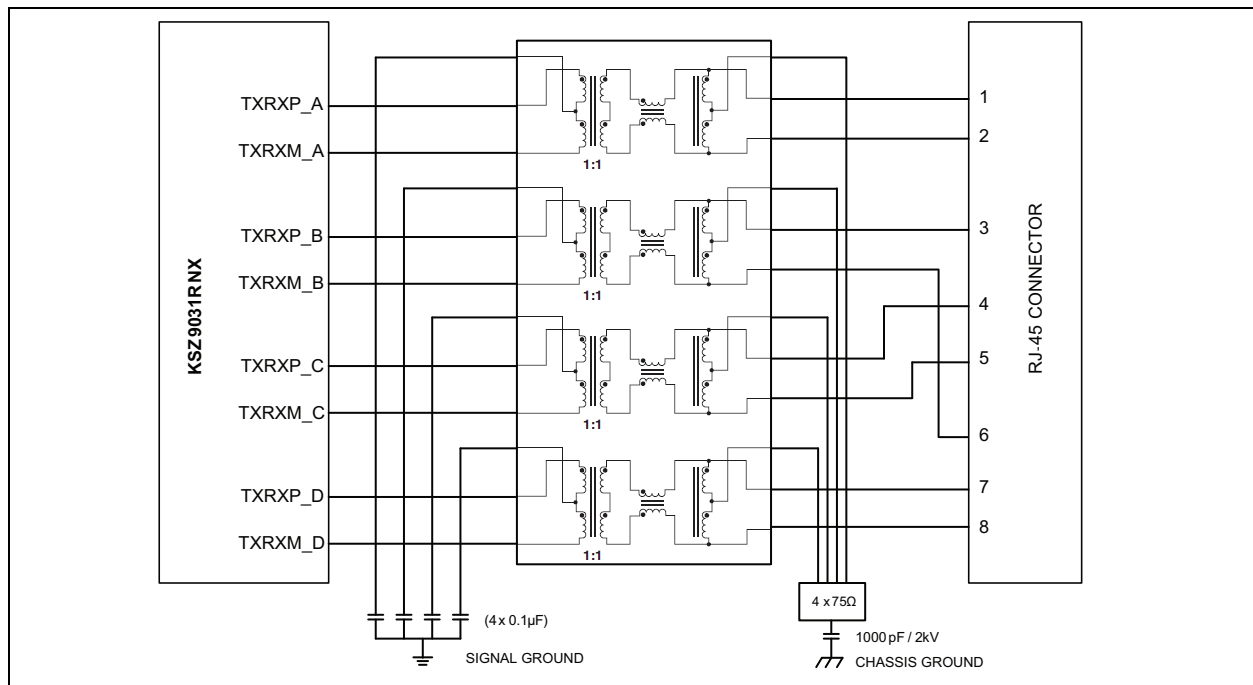 KSZ9031RNX
TXRXP_A
TXRXM_A
TXRXP_B
TXRXM_B
TXRXP_C
TXRXM_C
TXRXP_D
TXRXM_D
1:1
1:1
1:1
1:1
1
2
3
4
5
6
7
8
RJ-45 CONNECTOR
(4 x 0.1µF)
SIGNAL GROUND
4 x 75Ω
1000 pF / 2kV
CHASSIS GROUND